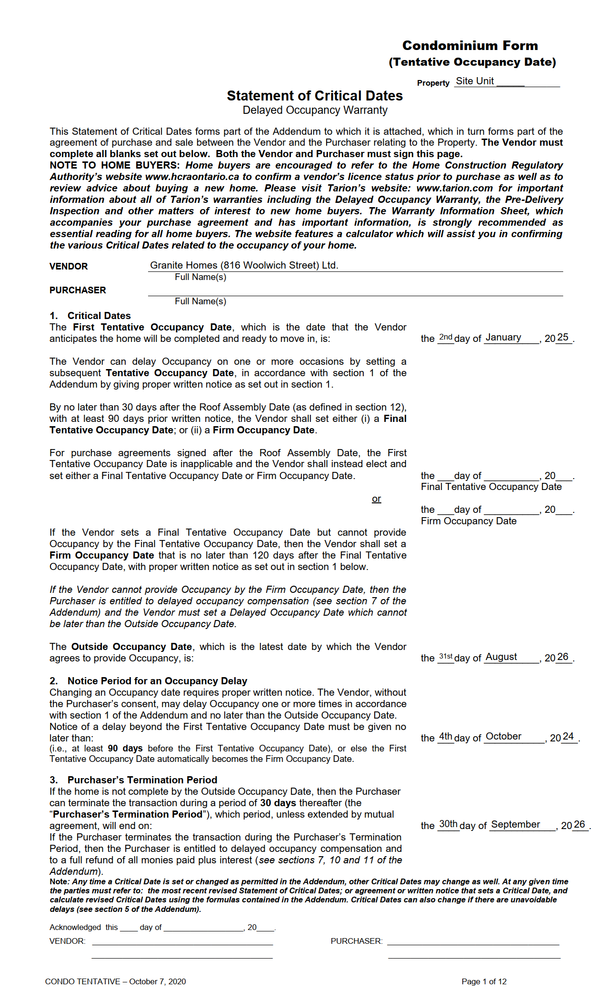 Condominium Form
(Tentative Occupancy Date)
Property Site Unit _____
Statement of Critical Dates
Delayed Occupancy Warranty
This Statement of Critical Dates forms part of the Addendum to which it is attached, which in turn forms part of the
agreement of purchase and sale between the Vendor and the Purchaser relating to the Property. The Vendor must
complete all blanks set out below. Both the Vendor and Purchaser must sign this page.
NOTE TO HOME BUYERS: Home buyers are encouraged to refer to the Home Construction Regulatory
Authority's website www.hcraontario.ca to confirm a vendor's licence status prior to purchase as well as to
review advice about buying a new home. Please visit Tarion's website: www.tarion.com for important
information about all of Tarion's warranties including the Delayed Occupancy Warranty, the Pre-Delivery
Inspection and other matters of interest to new home buyers. The Warranty Information Sheet, which
accompanies your purchase agreement and has important information, is strongly recommended as
essential reading for all home buyers. The website features a calculator which will assist you in confirming
the various Critical Dates related to the occupancy of your home.
VENDOR Granite Homes (816 Woolwich Street) Ltd.
Full Name(s)
PURCHASER
Full Name(s)
1. Critical Dates
The First Tentative Occupancy Date, which is the date that the Vendor
anticipates the home will be completed and ready to move in, is: the 2nd day of January, 2025.
The Vendor can delay Occupancy on one or more occasions by setting a
subsequent Tentative Occupancy Date, in accordance with section 1 of the
Addendum by giving proper written notice as set out in section 1.
By no later than 30 days after the Roof Assembly Date (as defined in section 12),
with at least 90 days prior written notice, the Vendor shall set either (i) a Final
Tentative Occupancy Date; or (ii) a Firm Occupancy Date.
For purchase agreements signed after the Roof Assembly Date, the First
Tentative Occupancy Date is inapplicable and the Vendor shall instead elect and
set either a Final Tentative Occupancy Date or Firm Occupancy Date. the ___day of __________, 20___.
Final Tentative Occupancy Date
or
the ___day of __________, 20___.
Firm Occupancy Date
If the Vendor sets a Final Tentative Occupancy Date but cannot provide
Occupancy by the Final Tentative Occupancy Date, then the Vendor shall set a
Firm Occupancy Date that is no later than 120 days after the Final Tentative
Occupancy Date, with proper written notice as set out in section 1 below.
If the Vendor cannot provide Occupancy by the Firm Occupancy Date, then the
Purchaser is entitled to delayed occupancy compensation (see section 7 of the
Addendum) and the Vendor must set a Delayed Occupancy Date which cannot
be later than the Outside Occupancy Date.
The Outside Occupancy Date, which is the latest date by which the Vendor
agrees to provide Occupancy, is: the 31st day of August, 2026.
2. Notice Period for an Occupancy Delay
Changing an Occupancy date requires proper written notice. The Vendor, without
the Purchaser's consent, may delay Occupancy one or more times in accordance
with section 1 of the Addendum and no later than the Outside Occupancy Date.
Notice of a delay beyond the First Tentative Occupancy Date must be given no
later than: the 4th day of October, 2024.
(i.e., at least 90 days before the First Tentative Occupancy Date), or else the First
Tentative Occupancy Date automatically becomes the Firm Occupancy Date.
3. Purchaser's Termination Period
If the home is not complete by the Outside Occupancy Date, then the Purchaser
can terminate the transaction during a period of 30 days thereafter (the
“Purchaser's Termination Period”), which period, unless extended by mutual
agreement, will end on: the 30th day of September, 2026.
If the Purchaser terminates the transaction during the Purchaser's Termination
Period, then the Purchaser is entitled to delayed occupancy compensation and
to a full refund of all monies paid plus interest (see sections 7, 10 and 11 of the
Addendum).
Note: Any time a Critical Date is set or changed as permitted in the Addendum, other Critical Dates may change as well. At any given time
the parties must refer to: the most recent revised Statement of Critical Dates; or agreement or written notice that sets a Critical Date, and
calculate revised Critical Dates using the formulas contained in the Addendum. Critical Dates can also change if there are unavoidable
delays (see section 5 of the Addendum).
Acknowledged this ____ day of __________________, 20____.
VENDOR: ____________________ PURCHASER: ____________________
CONDO TENTATIVE – October 7, 2020 Page 1 of 12